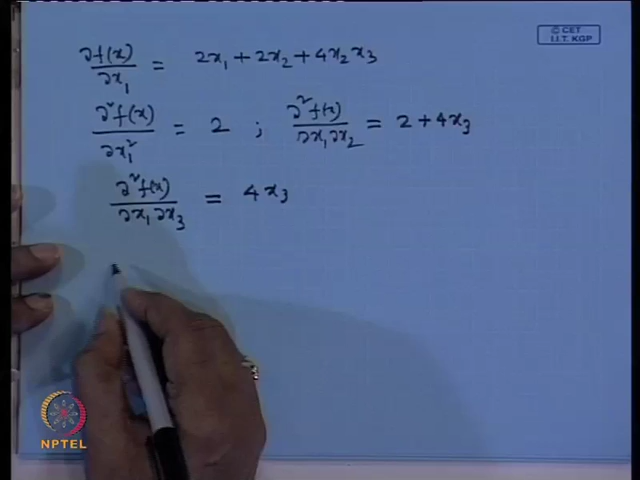 © CET
I.I.T. KGP
∂f(x)/∂x₁ = 2x₁ + 2x₂ + 4x₂x₃
∂²f(x)/∂x₁² = 2 ; ∂²f(x)/∂x₁∂x₂ = 2 + 4x₃
∂²f(x)/∂x₁∂x₃ = 4x₃
NPTEL